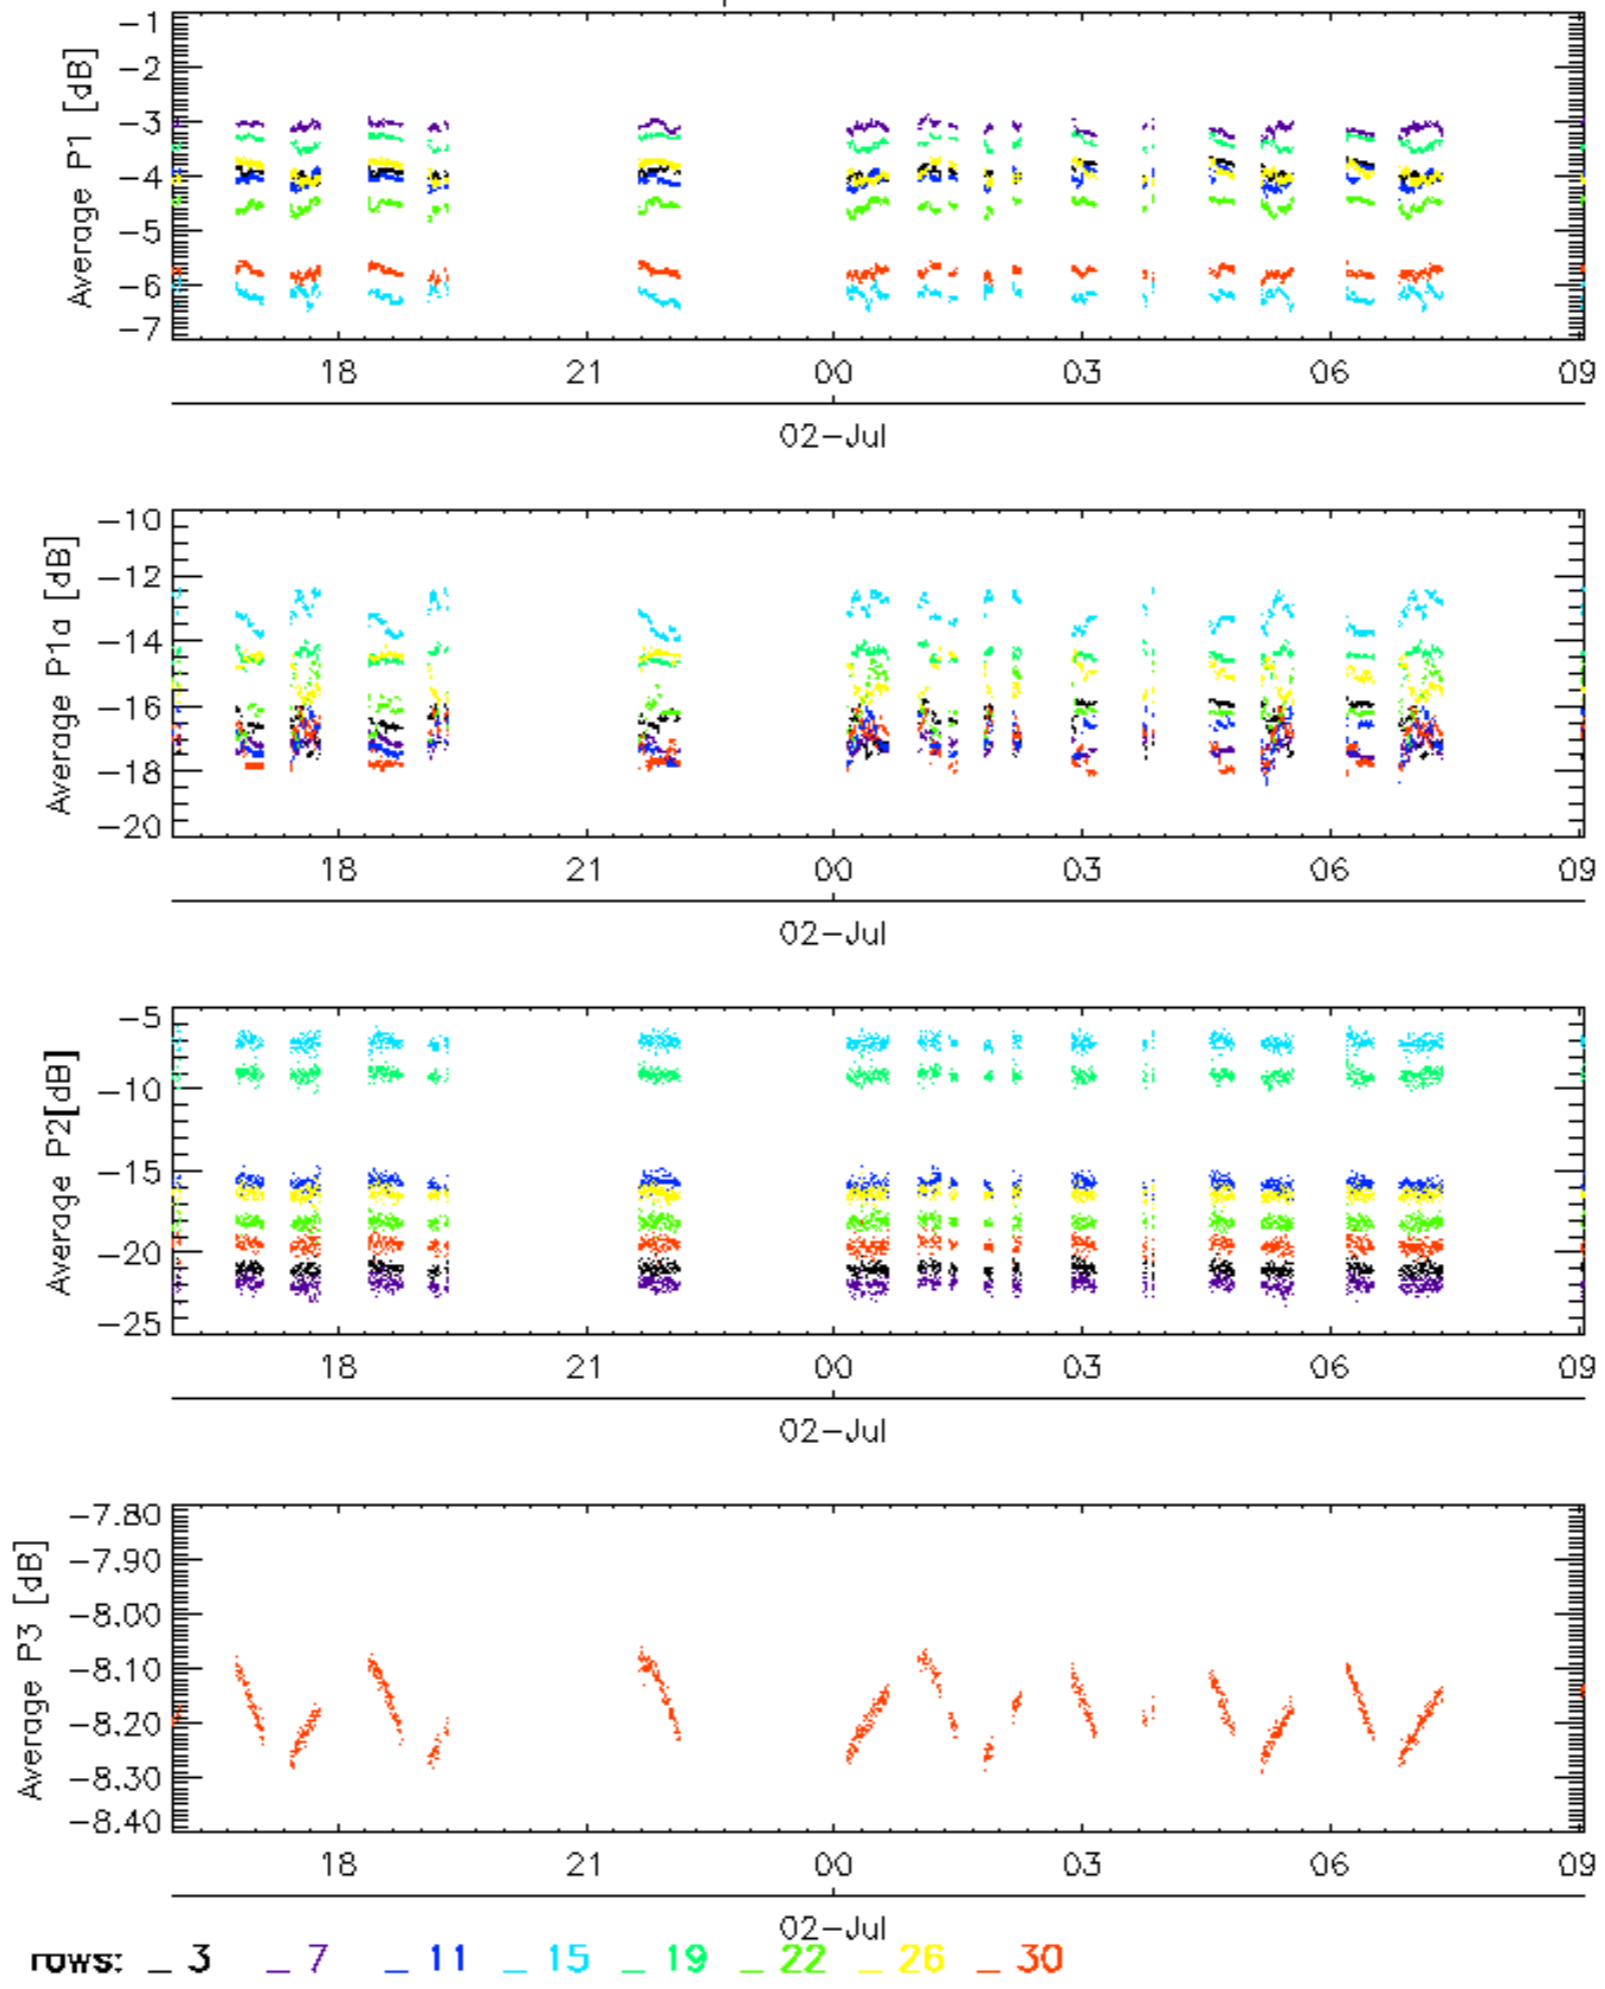 Average P1 [dB]
-1
-2
-3
-4
-5
-6
-7
18 21 00 03 06 09
02-Jul
Average P1a [dB]
-10
-12
-14
-16
-18
-20
18 21 00 03 06 09
02-Jul
Average P2[dB]
-5
-10
-15
-20
-25
18 21 00 03 06 09
02-Jul
Average P3 [dB]
-7.80
-7.90
-8.00
-8.10
-8.20
-8.30
-8.40
18 21 00 03 06 09
02-Jul
rows: _ 3 _ 7 _ 11 _ 15 _ 19 _ 22 _ 26 _ 30